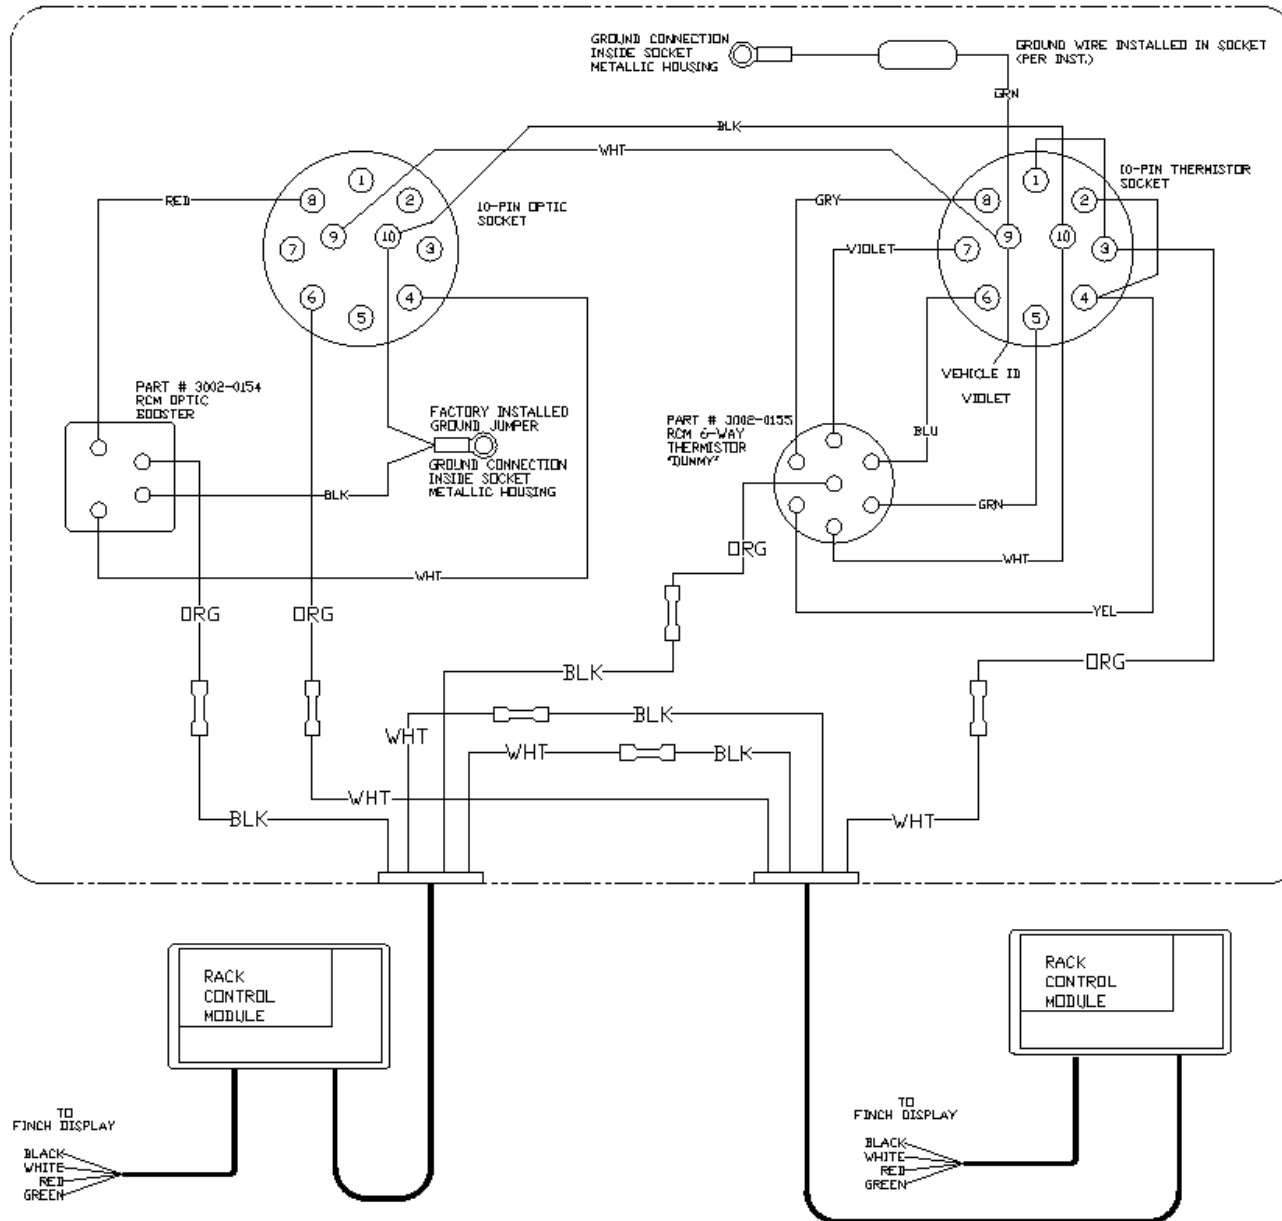 GROUND CONNECTION
INSIDE SOCKET
METALLIC HOUSING
GROUND WIRE INSTALLED IN SOCKET
(PER INST.)
GRN
BLK
WHT
10-PIN THERMISTOR
SOCKET
RED
10-PIN OPTIC
SOCKET
GRY
VIOLET
1
2
3
4
5
6
7
8
9
10
1
2
3
4
5
6
7
8
9
10
VEHICLE ID
VIOLET
PART # 3002-0154
RCM OPTIC
BOOSTER
FACTORY INSTALLED
GROUND JUMPER
GROUND CONNECTION
INSIDE SOCKET
METALLIC HOUSING
BLK
PART # 3002-0155
RCM 6-WAY
THERMISTOR
"DUMMY"
BLU
GRN
ORG
WHT
WHT
YEL
ORG
ORG
ORG
BLK
BLK
WHT
WHT
BLK
WHT
BLK
WHT
RACK
CONTROL
MODULE
RACK
CONTROL
MODULE
TO
FINCH DISPLAY
BLACK
WHITE
RED
GREEN
TO
FINCH DISPLAY
BLACK
WHITE
RED
GREEN